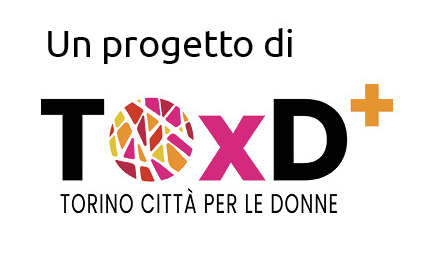 Un progetto di
TOxD+
TORINO CITTÀ PER LE DONNE